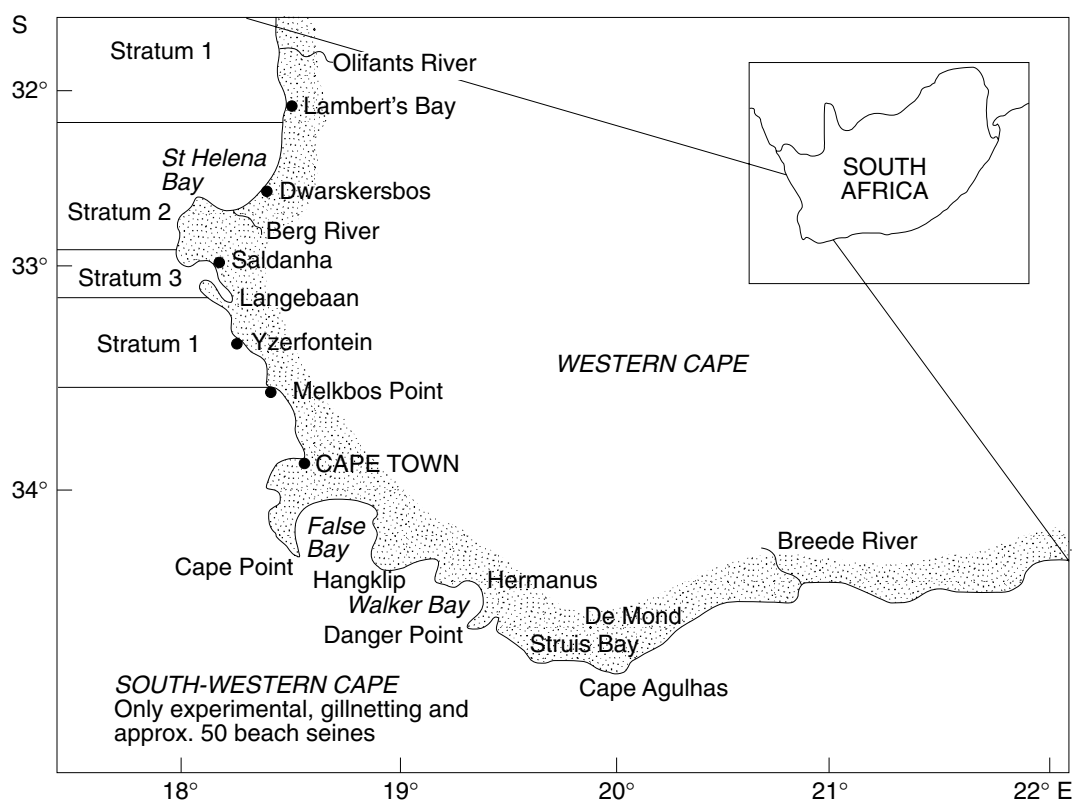 S
Stratum 1
Olifants River
32°
Lambert's Bay
St Helena
Bay
SOUTH
AFRICA
Dwarskersbos
Stratum 2
Berg River
33°
Saldanha
Stratum 3
Langebaan
Stratum 1
Yzerfontein
WESTERN CAPE
Melkbos Point
CAPE TOWN
34°
False
Bay
Breede River
Cape Point
Hangklip
Hermanus
Walker Bay
De Mond
Danger Point
Struis Bay
SOUTH-WESTERN CAPE
Cape Agulhas
Only experimental, gillnetting and
approx. 50 beach seines
18°
19°
20°
21°
22° E